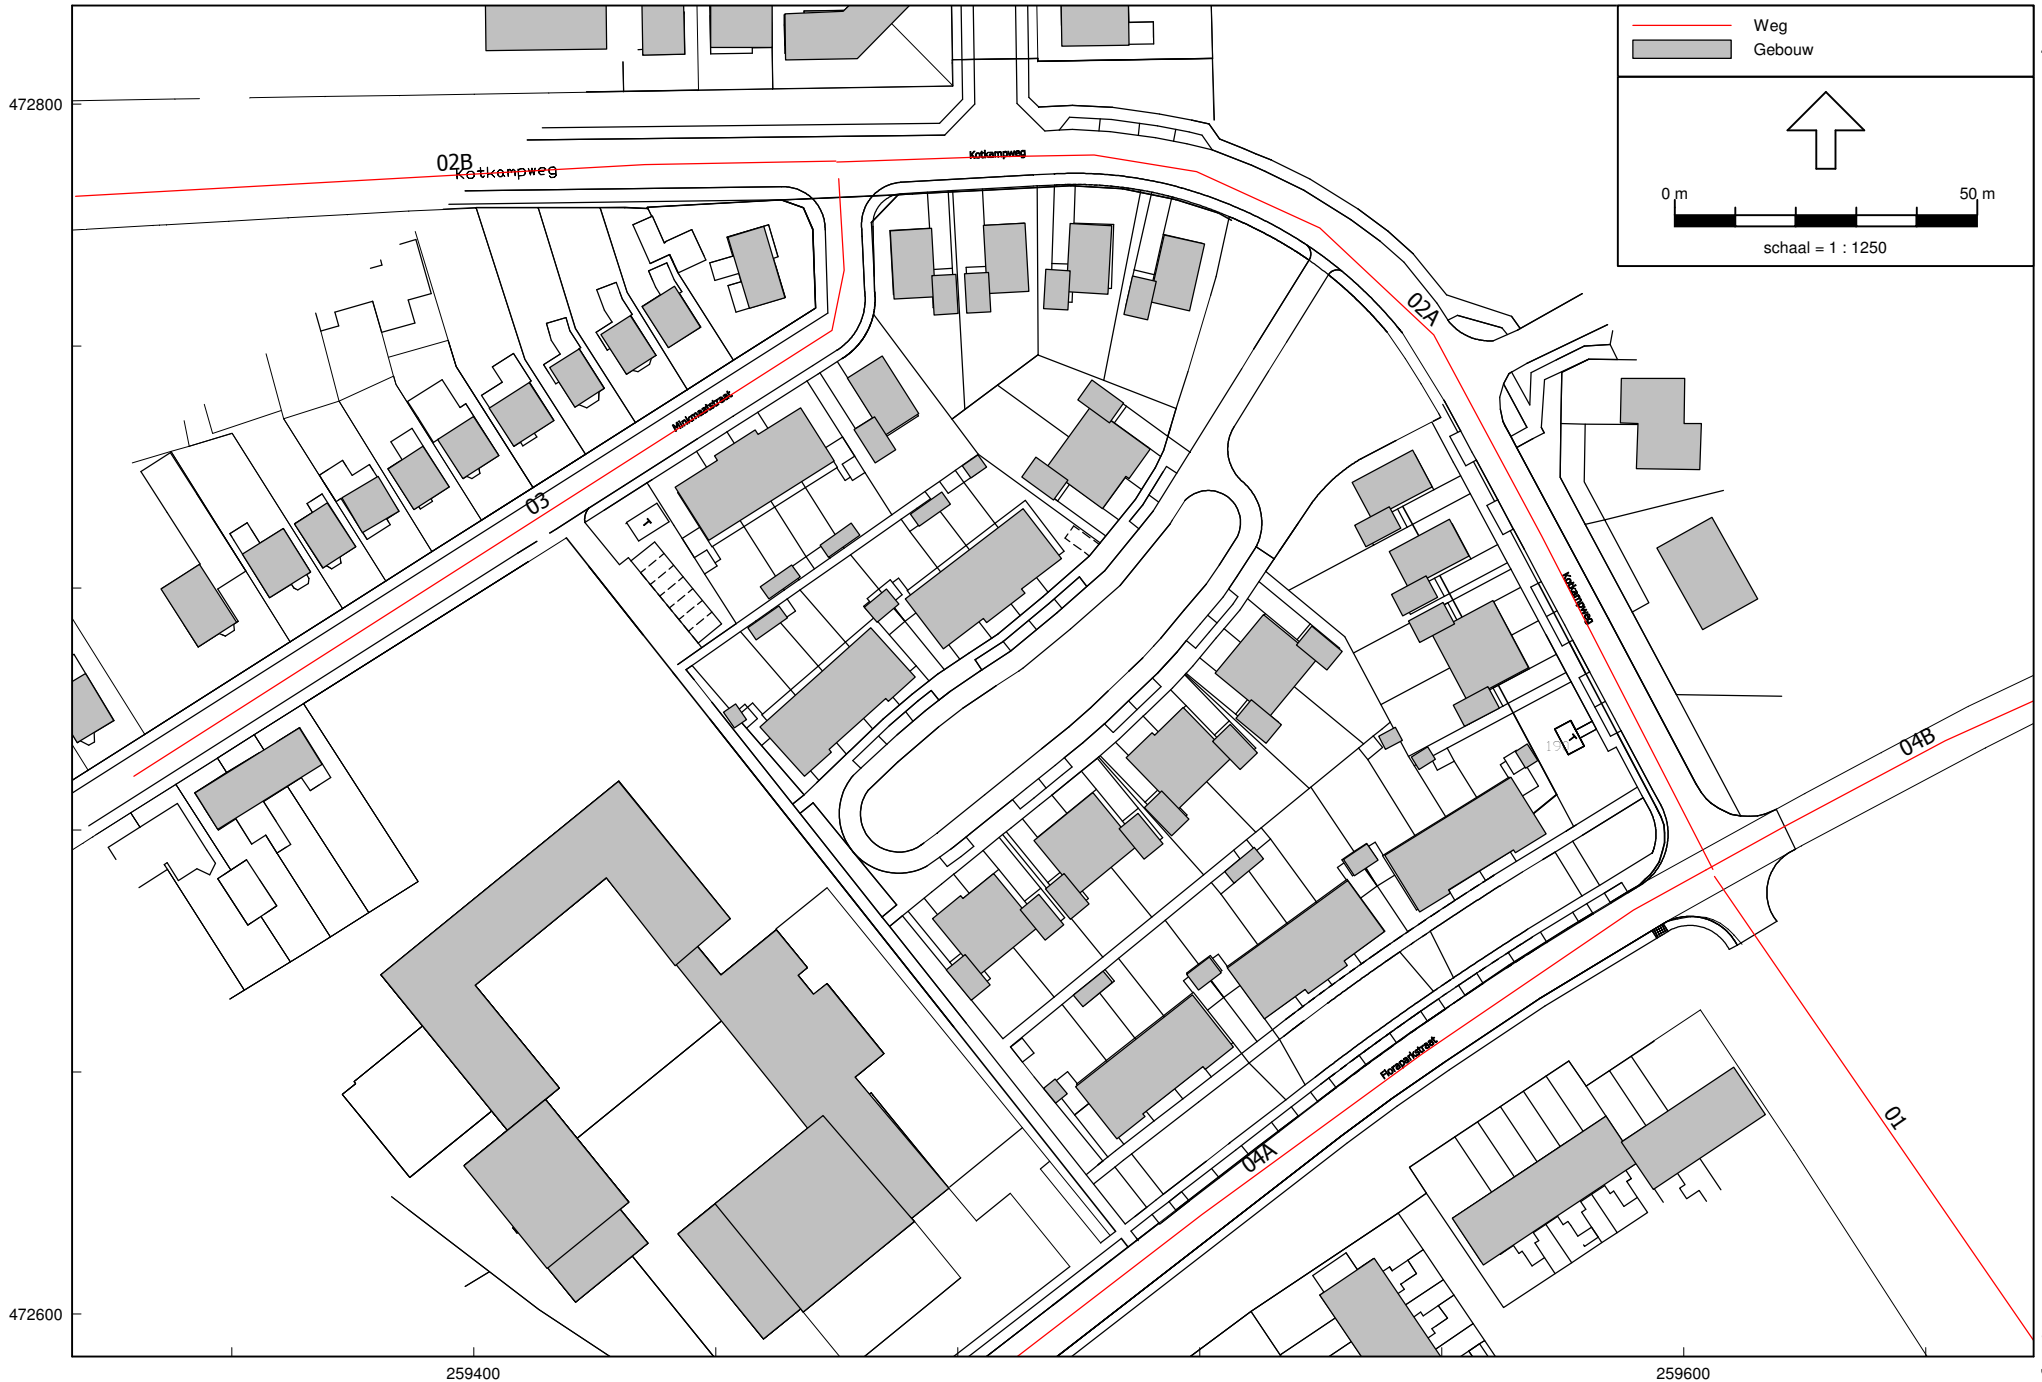 Weg
Gebouw
0 m 50 m
schaal = 1 : 1250
472800
02B
Kotkampweg
Kotkampweg
02A
Minkmaatstraat
03
Kotkampweg
04B
Floraparkstraat
04A
01
472600
259400
259600